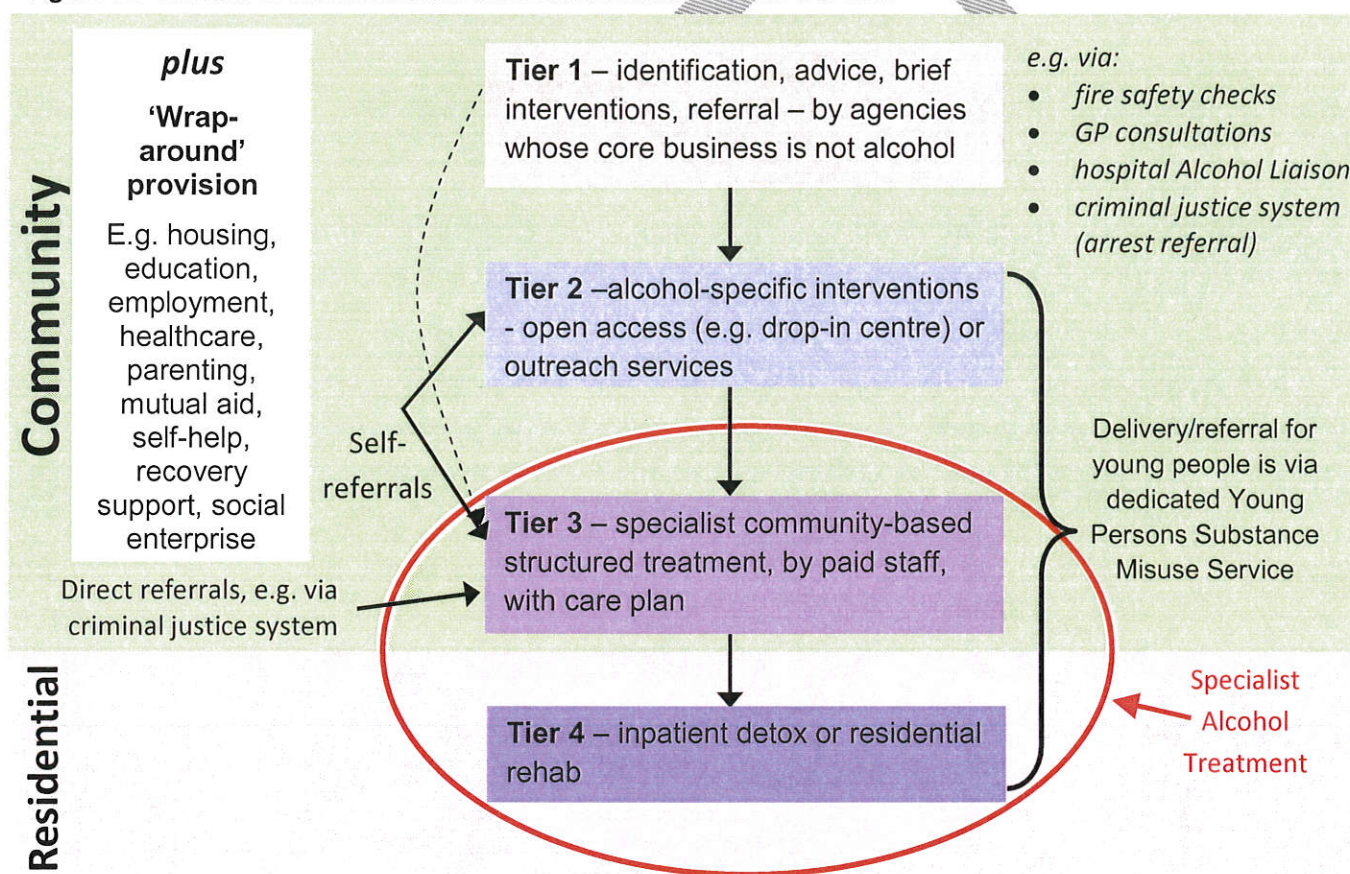 plus
'Wrap-
around'
provision
E.g. housing,
education,
employment,
healthcare,
parenting,
mutual aid,
self-help,
recovery
support, social
enterprise
Community
Tier 1 – identification, advice, brief
interventions, referral – by agencies
whose core business is not alcohol
e.g. via:
• fire safety checks
• GP consultations
• hospital Alcohol Liaison
• criminal justice system
(arrest referral)
Tier 2 –alcohol-specific interventions
- open access (e.g. drop-in centre) or
outreach services
Self-
referrals
Tier 3 – specialist community-based
structured treatment, by paid staff,
with care plan
Direct referrals, e.g. via
criminal justice system
Delivery/referral for
young people is via
dedicated Young
Persons Substance
Misuse Service
Residential
Tier 4 – inpatient detox or residential
rehab
Specialist
Alcohol
Treatment